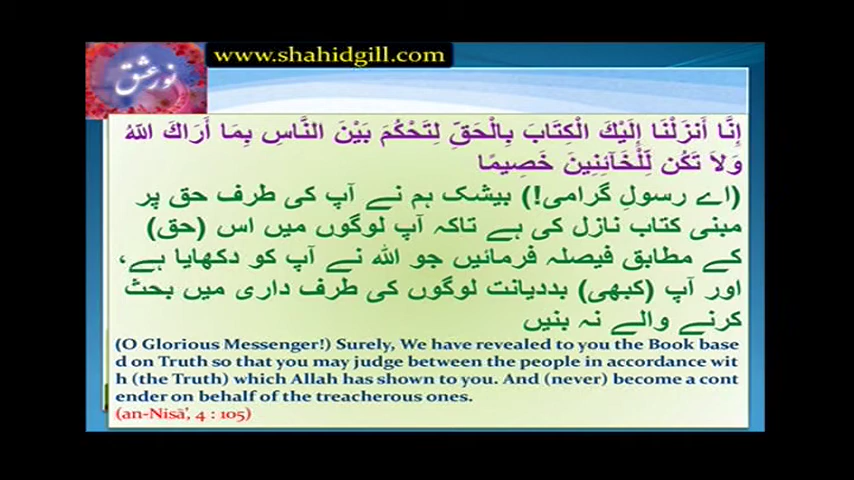 www.shahidgill.com
نور عشق
إِنَّا أَنزَلْنَا إِلَيْكَ الْكِتَابَ بِالْحَقِّ لِتَحْكُمَ بَيْنَ النَّاسِ بِمَا أَرَاكَ اللّهُ
وَلاَ تَكُن لِّلْخَآئِنِينَ خَصِيمًا
(اے رسولِ گرامی!) بیشک ہم نے آپ کی طرف حق پر
مبنی کتاب نازل کی ہے تاکہ آپ لوگوں میں اس (حق)
کے مطابق فیصلہ فرمائیں جو اللہ نے آپ کو دکھایا ہے،
اور آپ (کبھی) بددیانت لوگوں کی طرف داری میں بحث
کرنے والے نہ بنیں
(O Glorious Messenger!) Surely, We have revealed to you the Book base
d on Truth so that you may judge between the people in accordance wit
h (the Truth) which Allah has shown to you. And (never) become a cont
ender on behalf of the treacherous ones.
(an-Nisā’, 4 : 105)